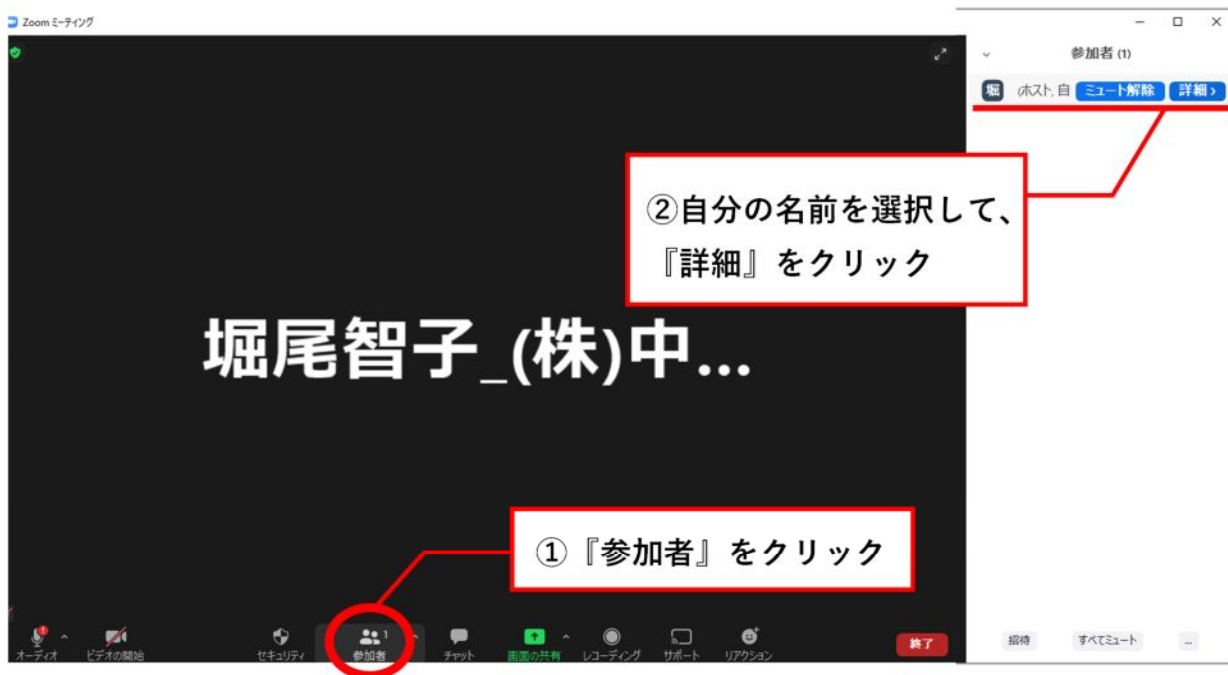 Zoom ミーティング
参加者 (1)
堀 (ホスト, 自 ミュート解除 詳細 >
②自分の名前を選択して、
『詳細』をクリック
堀尾智子_(株)中...
①『参加者』をクリック
1
オーディオ ビデオの開始 セキュリティ 参加者 チャット 画面の共有 レコーディング サポート リアクション 終了
招待 すべてミュート ...